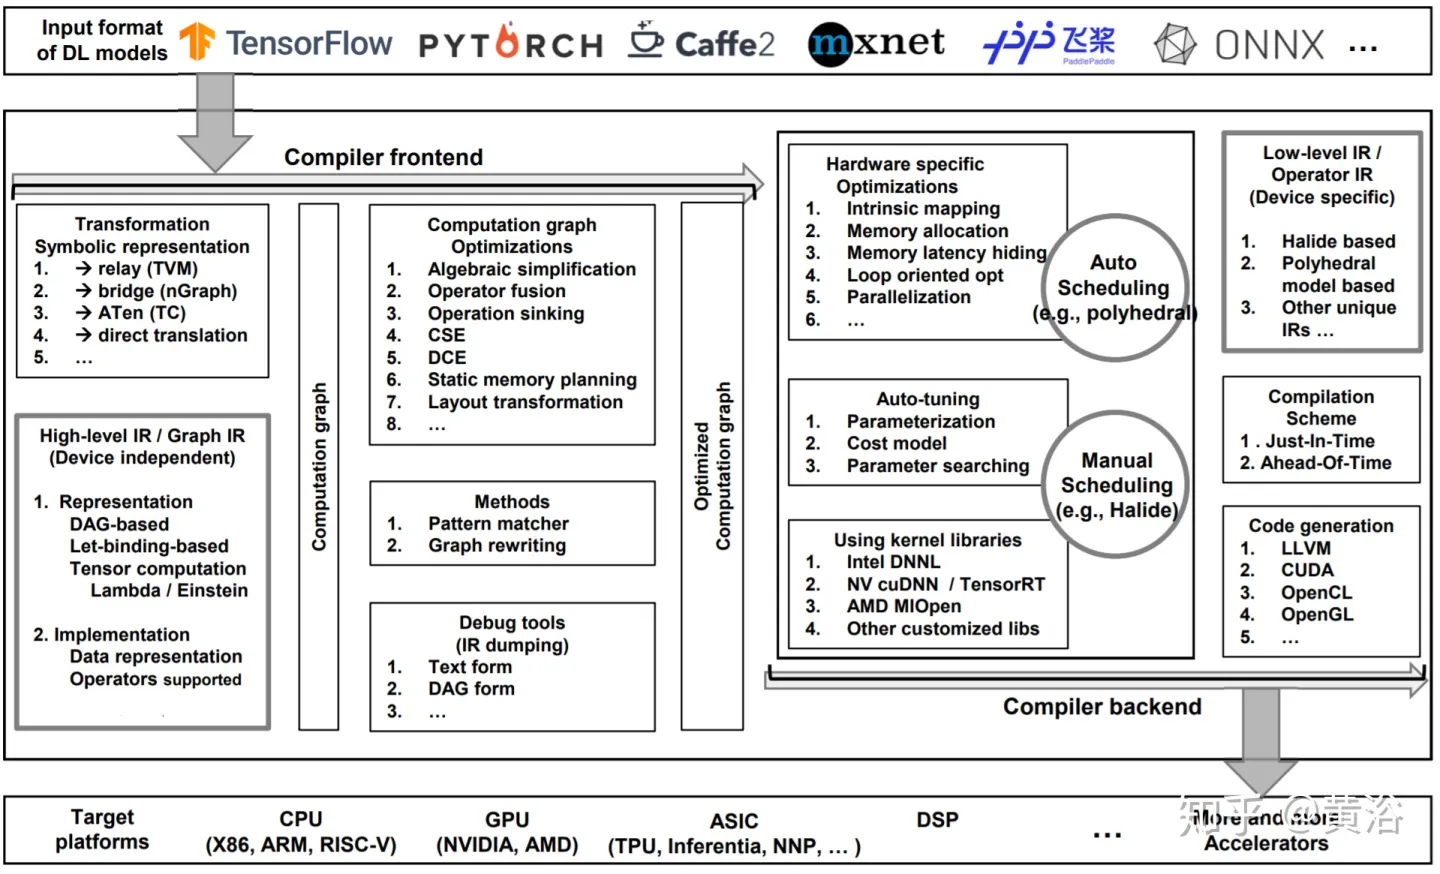 Input format
of DL models
TensorFlow
PYTORCH
Caffe2
mxnet
飞桨
PaddlePaddle
ONNX
...
Compiler frontend
Transformation
Symbolic representation
1. → relay (TVM)
2. → bridge (nGraph)
3. → ATen (TC)
4. → direct translation
5. ...
High-level IR / Graph IR
(Device independent)
1. Representation
DAG-based
Let-binding-based
Tensor computation
Lambda / Einstein
2. Implementation
Data representation
Operators supported
Computation graph
Computation graph
Optimizations
1. Algebraic simplification
2. Operator fusion
3. Operation sinking
4. CSE
5. DCE
6. Static memory planning
7. Layout transformation
8. ...
Methods
1. Pattern matcher
2. Graph rewriting
Debug tools
(IR dumping)
1. Text form
2. DAG form
3. ...
Optimized
Computation graph
Hardware specific
Optimizations
1. Intrinsic mapping
2. Memory allocation
3. Memory latency hiding
4. Loop oriented opt
5. Parallelization
6. ...
Auto
Scheduling
(e.g., polyhedral)
Auto-tuning
1. Parameterization
2. Cost model
3. Parameter searching
Manual
Scheduling
(e.g., Halide)
Using kernel libraries
1. Intel DNNL
2. NV cuDNN / TensorRT
3. AMD MIOpen
4. Other customized libs
Low-level IR /
Operator IR
(Device specific)
1. Halide based
2. Polyhedral
model based
3. Other unique
IRs ...
Compilation
Scheme
1 . Just-In-Time
2. Ahead-Of-Time
Code generation
1. LLVM
2. CUDA
3. OpenCL
4. OpenGL
5. ...
Compiler backend
Target
platforms
CPU
(X86, ARM, RISC-V)
GPU
(NVIDIA, AMD)
ASIC
(TPU, Inferentia, NNP, ... )
DSP
...
More and more
Accelerators
知乎 @黄浴